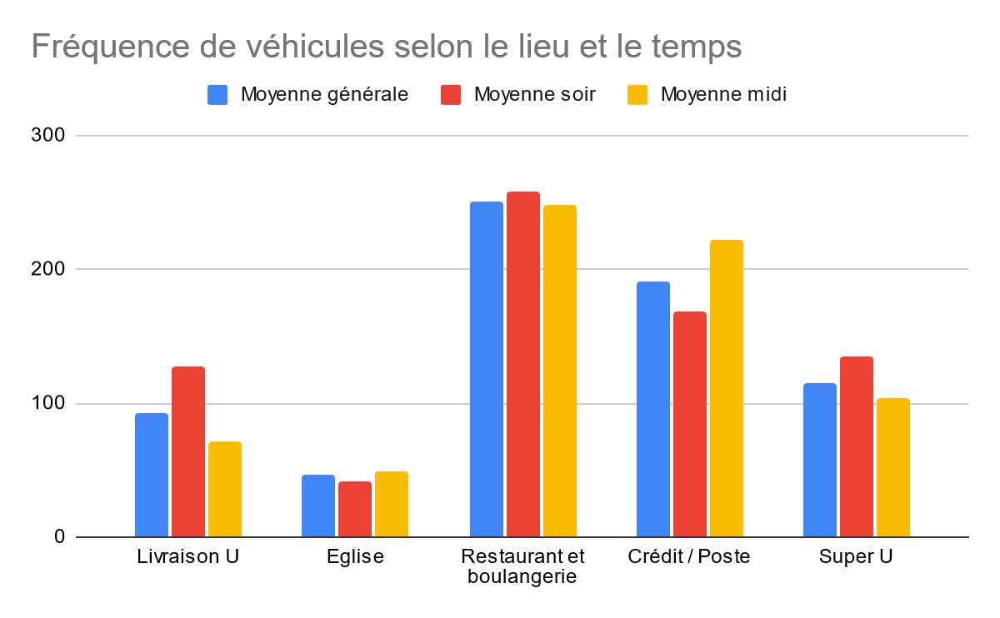 Fréquence de véhicules selon le lieu et le temps
Moyenne générale Moyenne soir Moyenne midi
300
200
100
0
Livraison U Eglise Restaurant et boulangerie Crédit / Poste Super U